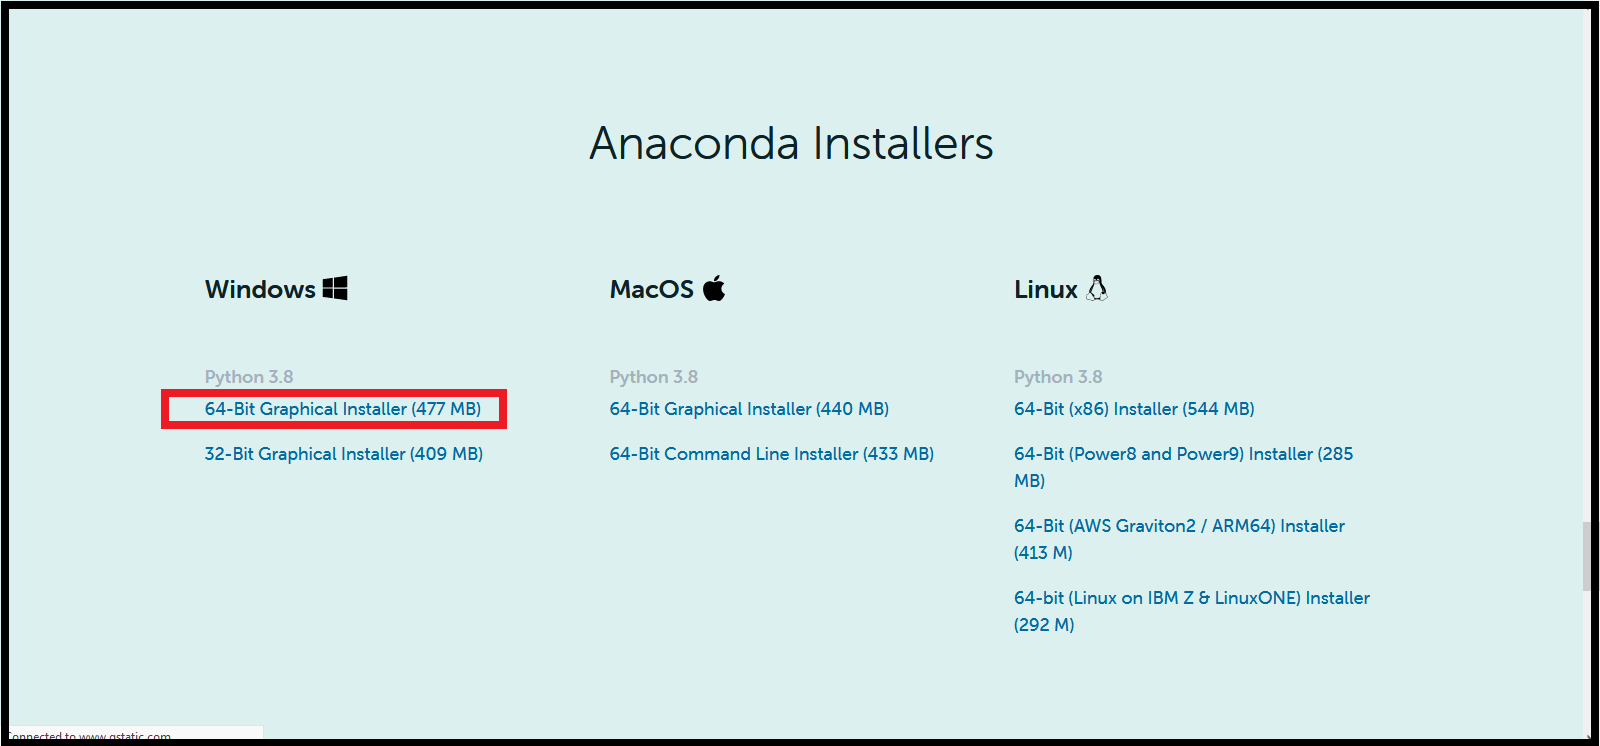 Anaconda Installers
Windows
Python 3.8
64-Bit Graphical Installer (477 MB)
32-Bit Graphical Installer (409 MB)
MacOS
Python 3.8
64-Bit Graphical Installer (440 MB)
64-Bit Command Line Installer (433 MB)
Linux
Python 3.8
64-Bit (x86) Installer (544 MB)
64-Bit (Power8 and Power9) Installer (285
MB)
64-Bit (AWS Graviton2 / ARM64) Installer
(413 M)
64-bit (Linux on IBM Z & LinuxONE) Installer
(292 M)
Connected to www.gstatic.com